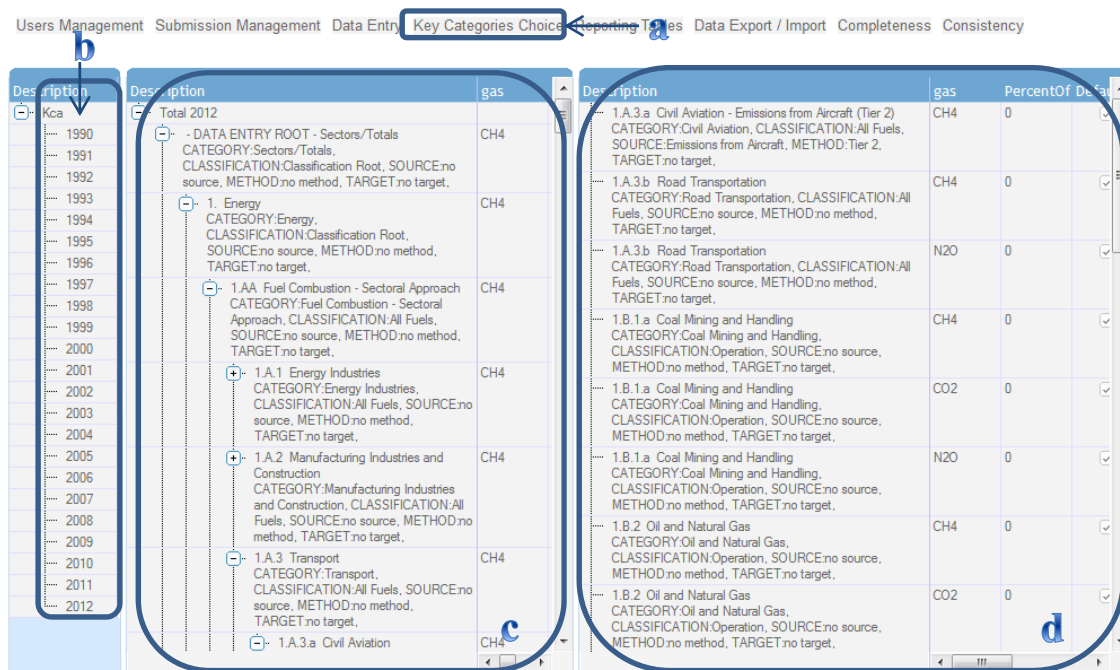 Users Management Submission Management Data Entry Key Categories Choice Reporting Tables Data Export / Import Completeness Consistency
a
b
Description
Kca
1990
1991
1992
1993
1994
1995
1996
1997
1998
1999
2000
2001
2002
2003
2004
2005
2006
2007
2008
2009
2010
2011
2012
Description gas
Total 2012
- DATA ENTRY ROOT - Sectors/Totals CH4
CATEGORY:Sectors/Totals,
CLASSIFICATION:Classification Root, SOURCE:no
source, METHOD:no method, TARGET:no target,
1. Energy CH4
CATEGORY:Energy,
CLASSIFICATION:Classification Root,
SOURCE:no source, METHOD:no method,
TARGET:no target,
1.AA Fuel Combustion - Sectoral Approach CH4
CATEGORY:Fuel Combustion - Sectoral
Approach, CLASSIFICATION:All Fuels,
SOURCE:no source, METHOD:no method,
TARGET:no target,
1.A.1 Energy Industries CH4
CATEGORY:Energy Industries,
CLASSIFICATION:All Fuels, SOURCE:no
source, METHOD:no method,
TARGET:no target,
1.A.2 Manufacturing Industries and CH4
Construction
CATEGORY:Manufacturing Industries
and Construction, CLASSIFICATION:All
Fuels, SOURCE:no source, METHOD:no
method, TARGET:no target,
1.A.3 Transport CH4
CATEGORY:Transport,
CLASSIFICATION:All Fuels, SOURCE:no
source, METHOD:no method,
TARGET:no target,
1.A.3.a Civil Aviation CH4
c
Description gas PercentOf Defau
1.A.3.a Civil Aviation - Emissions from Aircraft (Tier 2) CH4 0
CATEGORY:Civil Aviation, CLASSIFICATION:All Fuels,
SOURCE:Emissions from Aircraft, METHOD:Tier 2,
TARGET:no target,
1.A.3.b Road Transportation CH4 0
CATEGORY:Road Transportation, CLASSIFICATION:All
Fuels, SOURCE:no source, METHOD:no method,
TARGET:no target,
1.A.3.b Road Transportation N2O 0
CATEGORY:Road Transportation, CLASSIFICATION:All
Fuels, SOURCE:no source, METHOD:no method,
TARGET:no target,
1.B.1.a Coal Mining and Handling CH4 0
CATEGORY:Coal Mining and Handling,
CLASSIFICATION:Operation, SOURCE:no source,
METHOD:no method, TARGET:no target,
1.B.1.a Coal Mining and Handling CO2 0
CATEGORY:Coal Mining and Handling,
CLASSIFICATION:Operation, SOURCE:no source,
METHOD:no method, TARGET:no target,
1.B.1.a Coal Mining and Handling N2O 0
CATEGORY:Coal Mining and Handling,
CLASSIFICATION:Operation, SOURCE:no source,
METHOD:no method, TARGET:no target,
1.B.2 Oil and Natural Gas CH4 0
CATEGORY:Oil and Natural Gas,
CLASSIFICATION:Operation, SOURCE:no source,
METHOD:no method, TARGET:no target,
1.B.2 Oil and Natural Gas CO2 0
CATEGORY:Oil and Natural Gas,
CLASSIFICATION:Operation, SOURCE:no source,
METHOD:no method, TARGET:no target,
d